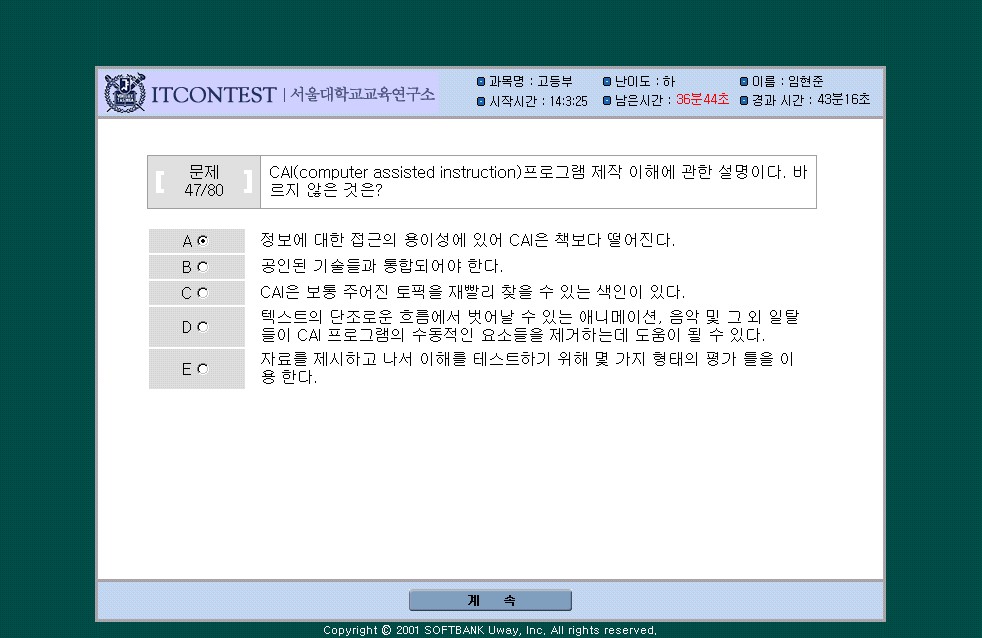 ITCONTEST | 서울대학교교육연구소
과목명 : 고등부 난이도 : 하 이름 : 임현준
시작시간 : 14:3:25 남은시간 : 36분44초 경과 시간 : 43분16초
문제
47/80
CAI(computer assisted instruction)프로그램 제작 이해에 관한 설명이다. 바
르지 않은 것은?
A 정보에 대한 접근의 용이성에 있어 CAI은 책보다 떨어진다.
B 공인된 기술들과 통합되어야 한다.
C CAI은 보통 주어진 토픽을 재빨리 찾을 수 있는 색인이 있다.
D 텍스트의 단조로운 흐름에서 벗어날 수 있는 애니메이션, 음악 및 그 외 일탈
들이 CAI 프로그램의 수동적인 요소들을 제거하는데 도움이 될 수 있다.
E 자료를 제시하고 나서 이해를 테스트하기 위해 몇 가지 형태의 평가 틀을 이
용 한다.
계 속
Copyright © 2001 SOFTBANK Uway, Inc. All rights reserved.